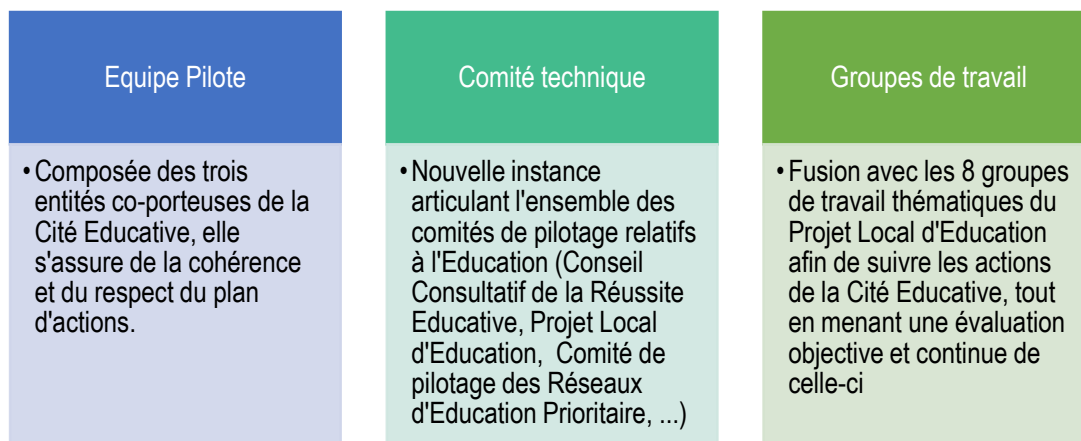 Equipe Pilote
• Composée des trois
entités co-porteuses de la
Cité Educative, elle
s'assure de la cohérence
et du respect du plan
d'actions.
Comité technique
• Nouvelle instance
articulant l'ensemble des
comités de pilotage relatifs
à l'Education (Conseil
Consultatif de la Réussite
Educative, Projet Local
d'Education, Comité de
pilotage des Réseaux
d'Education Prioritaire, ...)
Groupes de travail
• Fusion avec les 8 groupes
de travail thématiques du
Projet Local d'Education
afin de suivre les actions
de la Cité Educative, tout
en menant une évaluation
objective et continue de
celle-ci